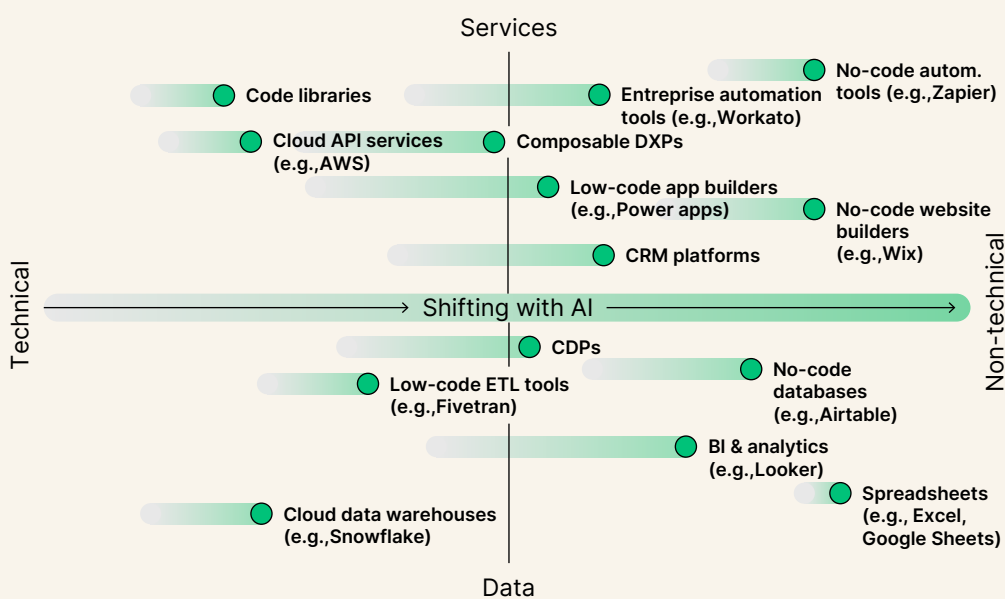 Services
No-code autom.
tools (e.g.,Zapier)
Code libraries
Entreprise automation
tools (e.g.,Workato)
Cloud API services
(e.g.,AWS)
Composable DXPs
Low-code app builders
(e.g.,Power apps)
No-code website
builders
(e.g.,Wix)
CRM platforms
Technical
Shifting with AI
Non-technical
CDPs
Low-code ETL tools
(e.g.,Fivetran)
No-code
databases
(e.g.,Airtable)
BI & analytics
(e.g.,Looker)
Spreadsheets
(e.g., Excel,
Google Sheets)
Cloud data warehouses
(e.g.,Snowflake)
Data